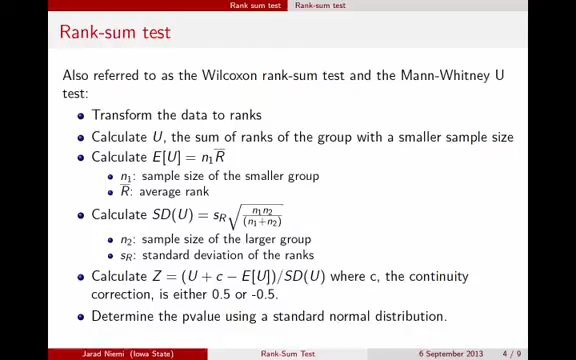 Rank sum test Rank-sum test
Rank-sum test
Also referred to as the Wilcoxon rank-sum test and the Mann-Whitney U
test:
Transform the data to ranks
Calculate U, the sum of ranks of the group with a smaller sample size
Calculate E[U] = n₁R̅
n₁: sample size of the smaller group
R̅: average rank
Calculate SD(U) = s_R√(n₁n₂/(n₁+n₂))
n₂: sample size of the larger group
s_R: standard deviation of the ranks
Calculate Z = (U + c − E[U])/SD(U) where c, the continuity
correction, is either 0.5 or -0.5.
Determine the pvalue using a standard normal distribution.
Jarad Niemi (Iowa State) Rank-Sum Test 6 September 2013 4 / 9